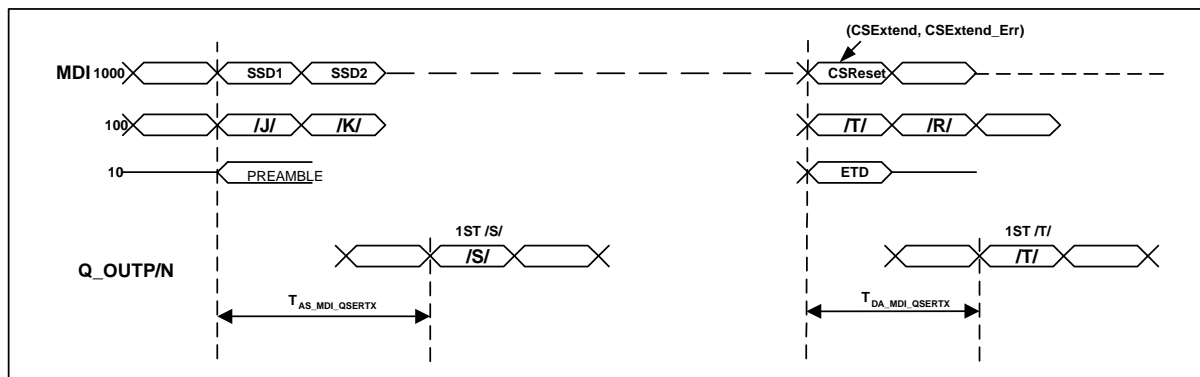 (CSExtend, CSExtend_Err)
MDI 1000 SSD1 SSD2 CSReset
100 /J/ /K/ /T/ /R/
10 PREAMBLE ETD
1ST /S/ 1ST /T/
Q_OUTP/N /S/ /T/
T AS_MDI_QSERTX T DA_MDI_QSERTX